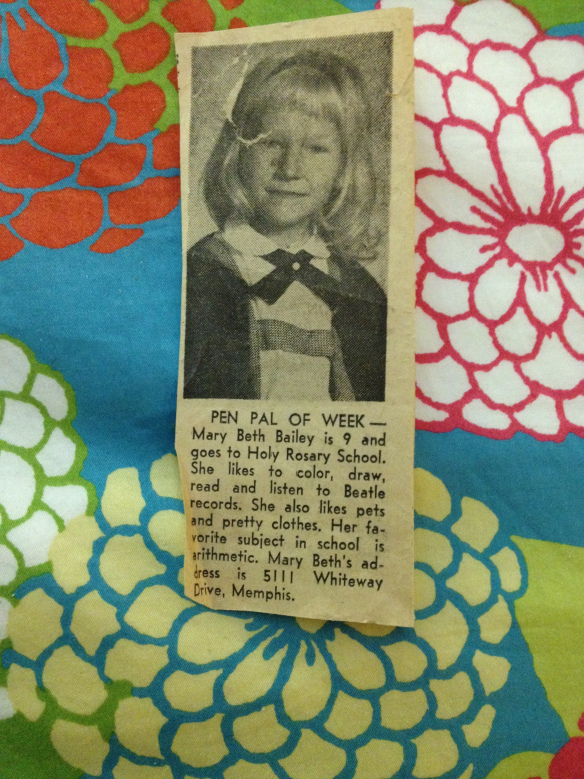 PEN PAL OF WEEK —
Mary Beth Bailey is 9 and
goes to Holy Rosary School.
She likes to color, draw,
read and listen to Beatle
records. She also likes pets
and pretty clothes. Her fa-
vorite subject in school is
arithmetic. Mary Beth's ad-
dress is 5111 Whiteway
Drive, Memphis.